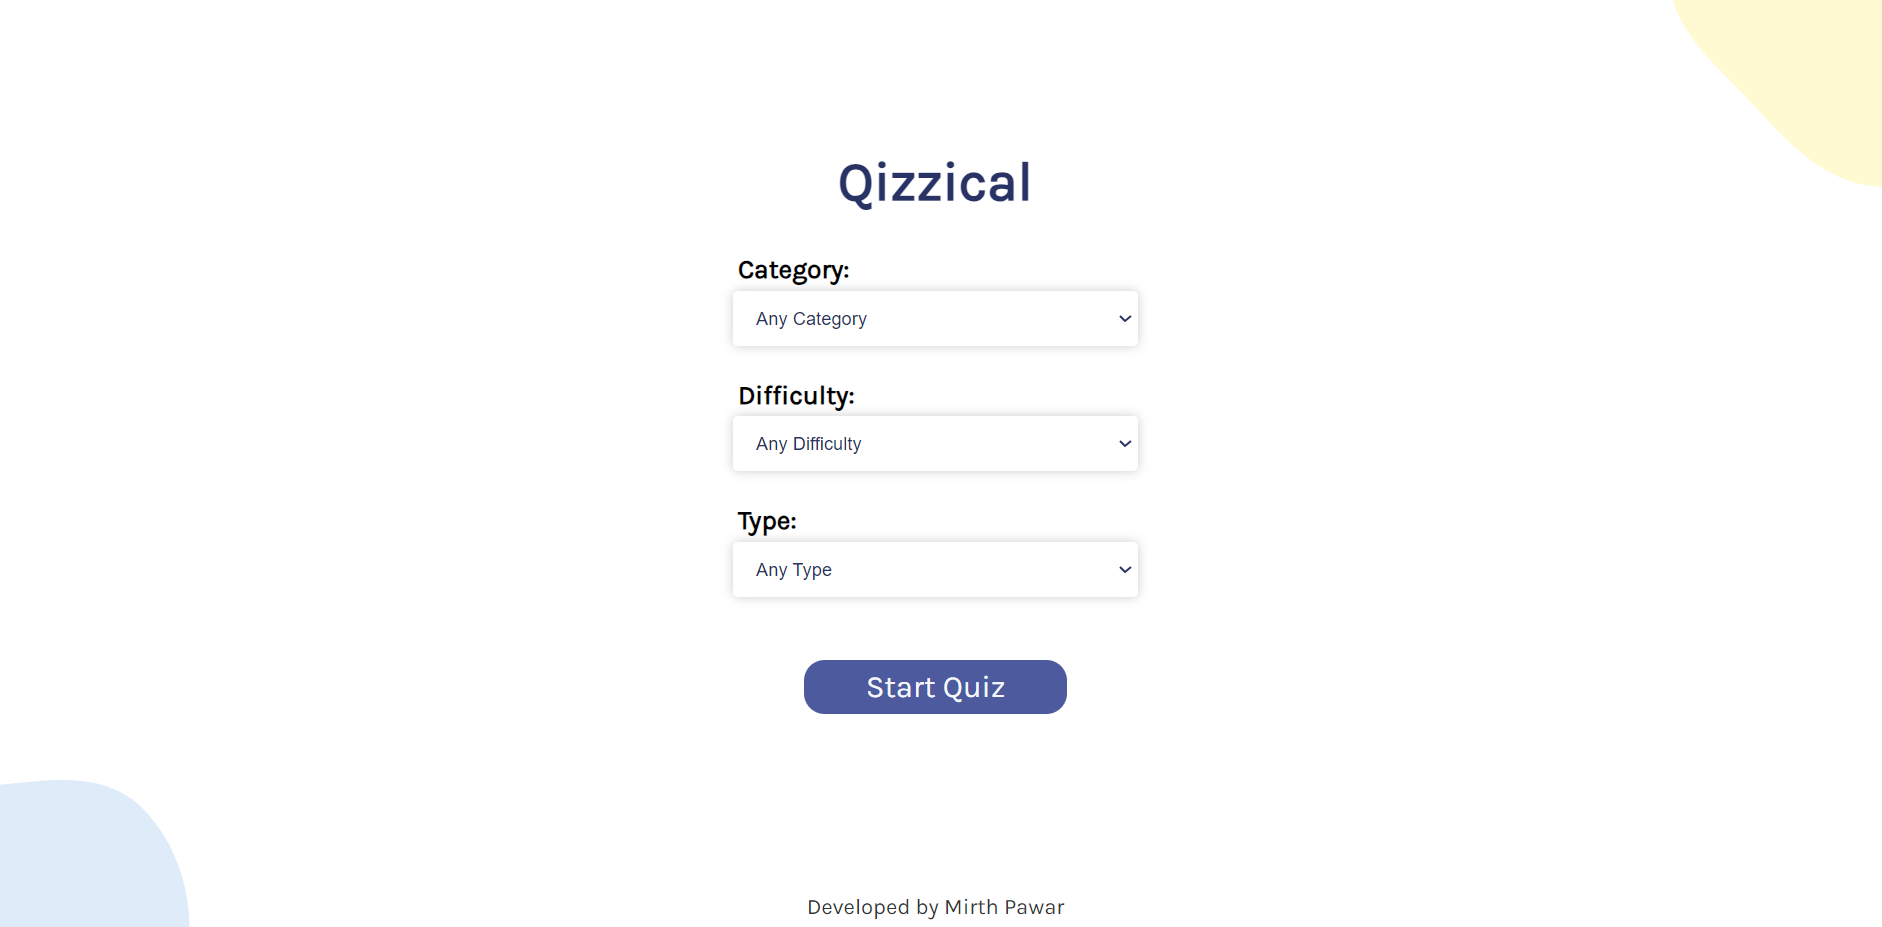 Qizzical
Category:
Any Category
Difficulty:
Any Difficulty
Type:
Any Type
Start Quiz
Developed by Mirth Pawar